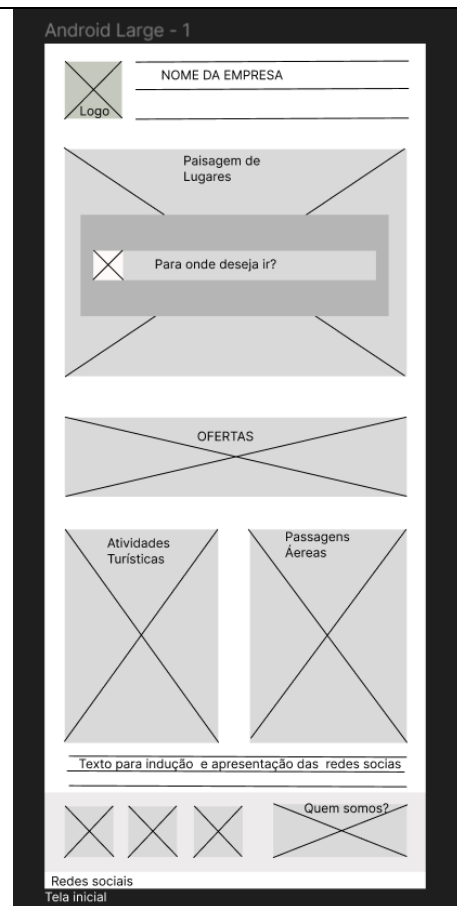 Android Large - 1
NOME DA EMPRESA
Logo
Paisagem de
Lugares
Para onde deseja ir?
OFERTAS
Atividades
Turísticas
Passagens
Áereas
Texto para indução e apresentação das redes socias
Quem somos?
Redes sociais
Tela inicial